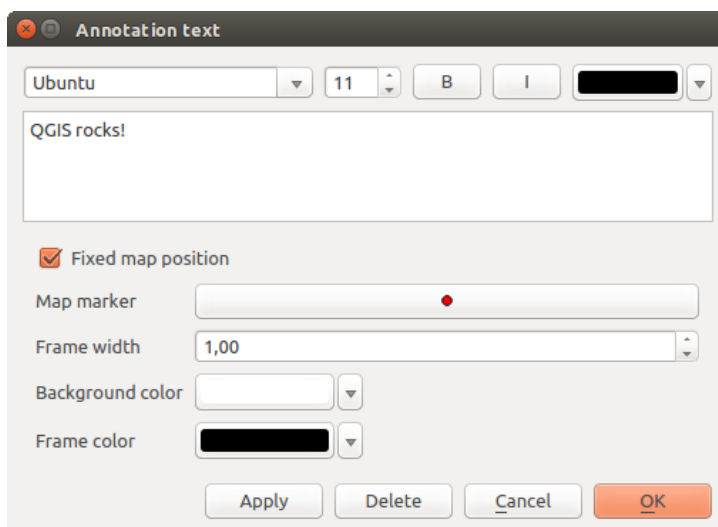 Annotation text
Ubuntu 11 B I
QGIS rocks!
Fixed map position
Map marker
Frame width 1,00
Background color
Frame color
Apply Delete Cancel OK